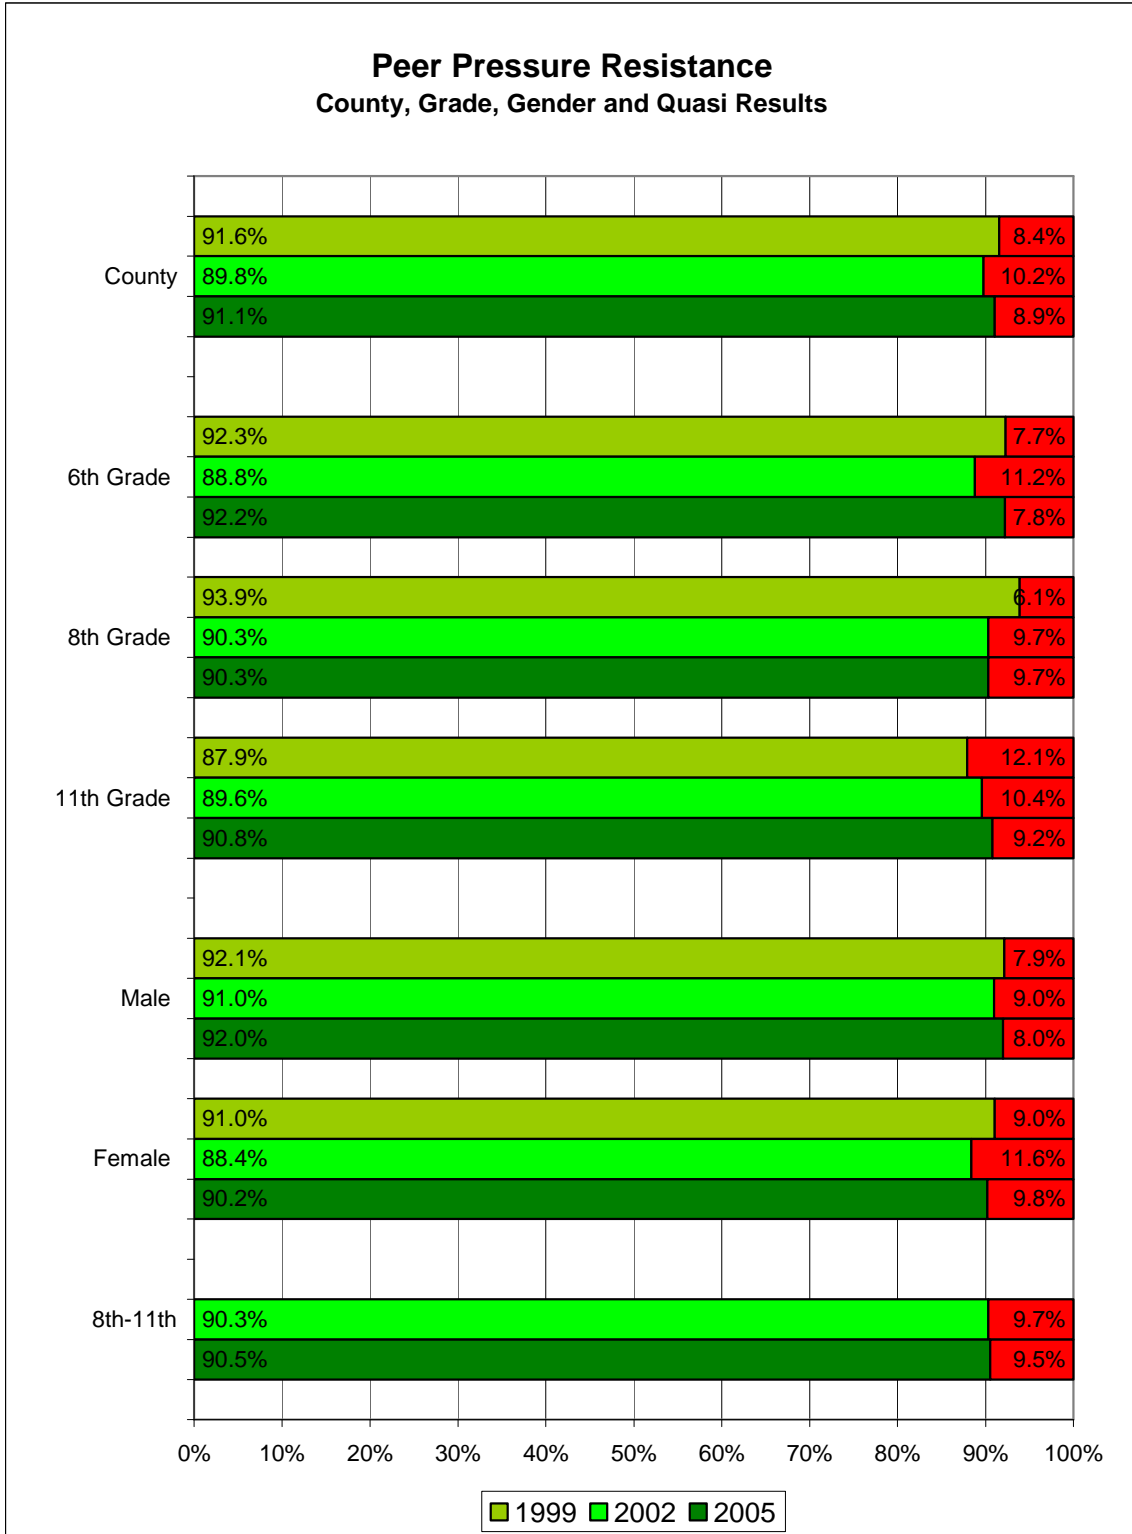 Peer Pressure Resistance
County, Grade, Gender and Quasi Results
91.6% 8.4%
County 89.8% 10.2%
91.1% 8.9%
92.3% 7.7%
6th Grade 88.8% 11.2%
92.2% 7.8%
93.9% 6.1%
8th Grade 90.3% 9.7%
90.3% 9.7%
87.9% 12.1%
11th Grade 89.6% 10.4%
90.8% 9.2%
92.1% 7.9%
Male 91.0% 9.0%
92.0% 8.0%
91.0% 9.0%
Female 88.4% 11.6%
90.2% 9.8%
8th-11th 90.3% 9.7%
90.5% 9.5%
0% 10% 20% 30% 40% 50% 60% 70% 80% 90% 100%
1999 2002 2005